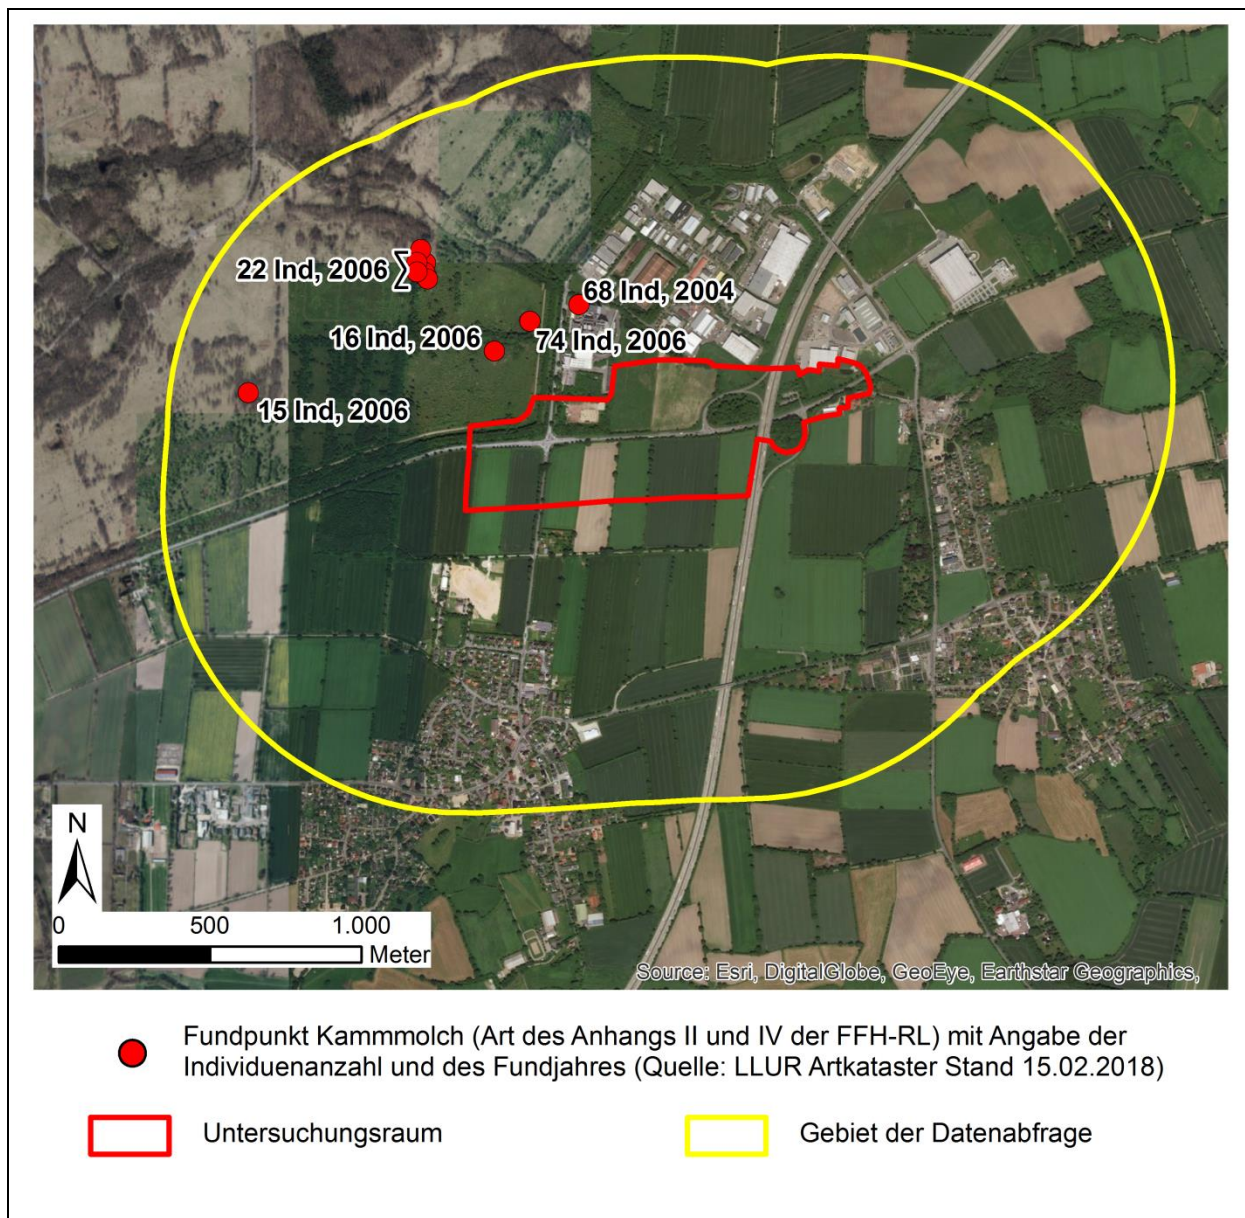 22 Ind, 2006 ∑
68 Ind, 2004
16 Ind, 2006
74 Ind, 2006
15 Ind, 2006
N
0 500 1.000
Meter
Source: Esri, DigitalGlobe, GeoEye, Earthstar Geographics,
Fundpunkt Kammmolch (Art des Anhangs II und IV der FFH-RL) mit Angabe der
Individuenanzahl und des Fundjahres (Quelle: LLUR Artkataster Stand 15.02.2018)
Untersuchungsraum
Gebiet der Datenabfrage